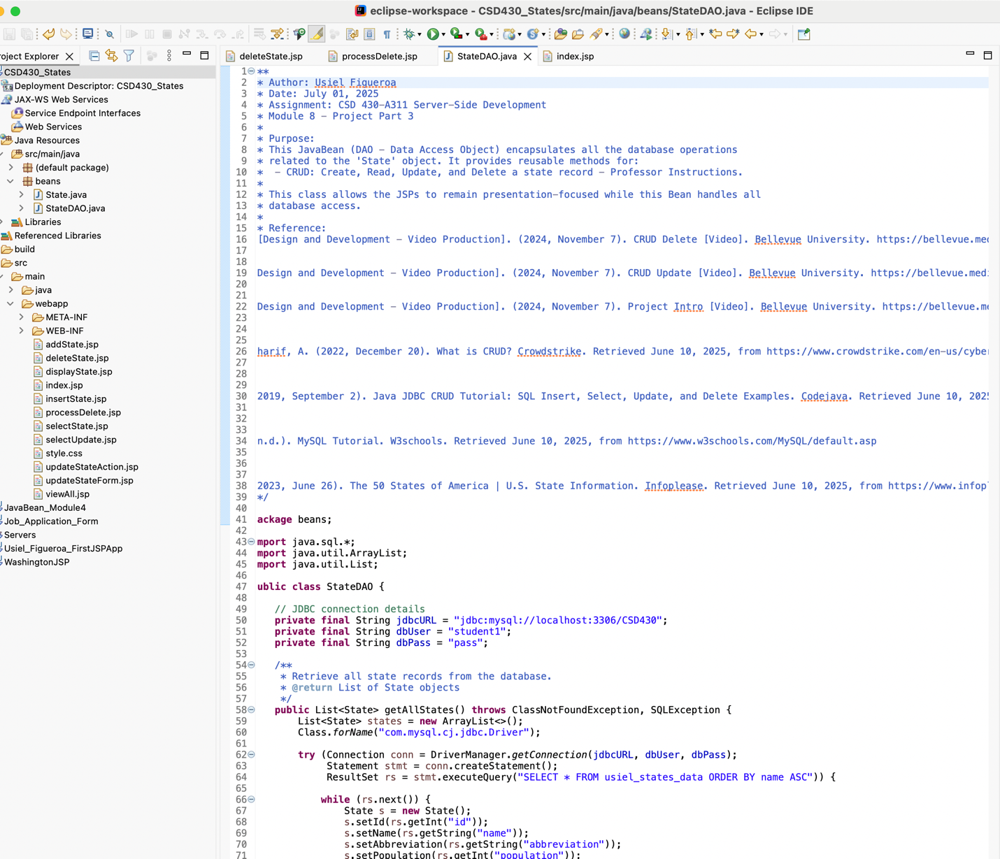 eclipse-workspace - CSD430_States/src/main/java/beans/StateDAO.java - Eclipse IDE
roject Explorer
deleteState.jsp
processDelete.jsp
StateDAO.java
index.jsp
CSD430_States
Deployment Descriptor: CSD430_States
JAX-WS Web Services
Service Endpoint Interfaces
Web Services
Java Resources
src/main/java
(default package)
beans
State.java
StateDAO.java
Libraries
Referenced Libraries
build
src
main
java
webapp
META-INF
WEB-INF
addState.jsp
deleteState.jsp
displayState.jsp
index.jsp
insertState.jsp
processDelete.jsp
selectState.jsp
selectUpdate.jsp
style.css
updateStateAction.jsp
updateStateForm.jsp
viewAll.jsp
JavaBean_Module4
Job_Application_Form
Servers
Usiel_Figueroa_FirstJSPApp
WashingtonJSP
1 **
2 * Author: Usiel Figueroa
3 * Date: July 01, 2025
4 * Assignment: CSD 430-A311 Server-Side Development
5 * Module 8 - Project Part 3
6 *
7 * Purpose:
8 * This JavaBean (DAO - Data Access Object) encapsulates all the database operations
9 * related to the 'State' object. It provides reusable methods for:
10 *  - CRUD: Create, Read, Update, and Delete a state record - Professor Instructions.
11 *
12 * This class allows the JSPs to remain presentation-focused while this Bean handles all
13 * database access.
14 *
15 * Reference:
16 [Design and Development - Video Production]. (2024, November 7). CRUD Delete [Video]. Bellevue University. https://bellevue.med
17
18
19 Design and Development - Video Production]. (2024, November 7). CRUD Update [Video]. Bellevue University. https://bellevue.medi
20
21
22 Design and Development - Video Production]. (2024, November 7). Project Intro [Video]. Bellevue University. https://bellevue.me
23
24
25
26 harif, A. (2022, December 20). What is CRUD? Crowdstrike. Retrieved June 10, 2025, from https://www.crowdstrike.com/en-us/cyber
27
28
29
30 2019, September 2). Java JDBC CRUD Tutorial: SQL Insert, Select, Update, and Delete Examples. Codejava. Retrieved June 10, 2025
31
32
33
34 n.d.). MySQL Tutorial. W3schools. Retrieved June 10, 2025, from https://www.w3schools.com/MySQL/default.asp
35
36
37
38 2023, June 26). The 50 States of America | U.S. State Information. Infoplease. Retrieved June 10, 2025, from https://www.infopl
39 */
40
41 ackage beans;
42
43 mport java.sql.*;
44 mport java.util.ArrayList;
45 mport java.util.List;
46
47 ublic class StateDAO {
48
49 // JDBC connection details
50 private final String jdbcURL = "jdbc:mysql://localhost:3306/CSD430";
51 private final String dbUser = "student1";
52 private final String dbPass = "pass";
53
54 /**
55 * Retrieve all state records from the database.
56 * @return List of State objects
57 */
58 public List<State> getAllStates() throws ClassNotFoundException, SQLException {
59 List<State> states = new ArrayList<>();
60 Class.forName("com.mysql.cj.jdbc.Driver");
61
62 try (Connection conn = DriverManager.getConnection(jdbcURL, dbUser, dbPass);
63 Statement stmt = conn.createStatement();
64 ResultSet rs = stmt.executeQuery("SELECT * FROM usiel_states_data ORDER BY name ASC")) {
65
66 while (rs.next()) {
67 State s = new State();
68 s.setId(rs.getInt("id"));
69 s.setName(rs.getString("name"));
70 s.setAbbreviation(rs.getString("abbreviation"));
71 s.setPopulation(rs.getInt("population"));